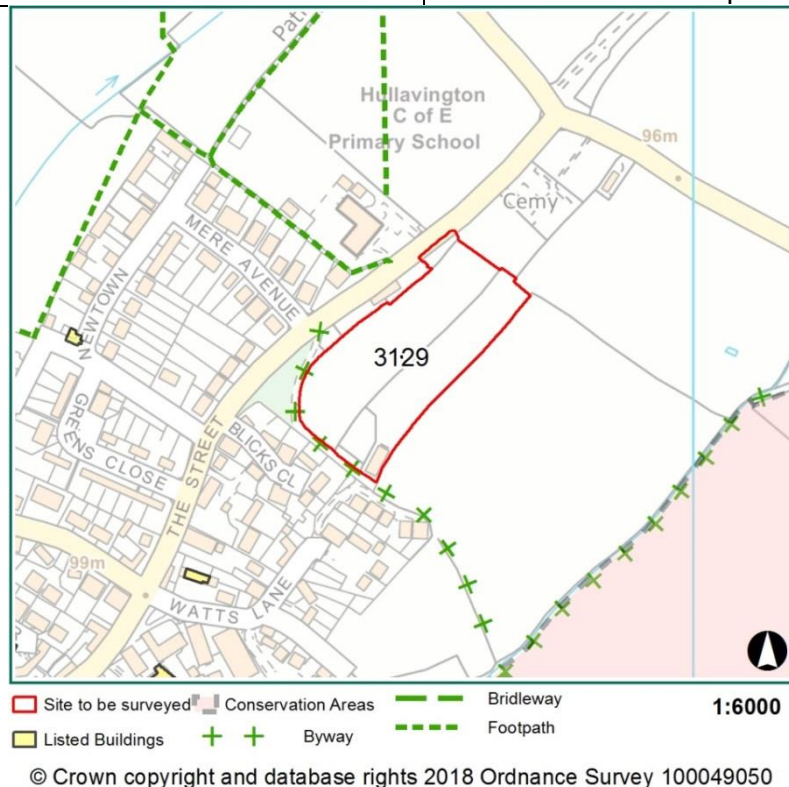 Path
Hullavington
C of E
Primary School
96m
Cemy
MERE AVENUE
NEWTOWN
3129
GREENS CLOSE
THE STREET
BLICKS CL
99m
WATTS LANE
Site to be surveyed
Conservation Areas
Bridleway
1:6000
Listed Buildings
Byway
Footpath
© Crown copyright and database rights 2018 Ordnance Survey 100049050